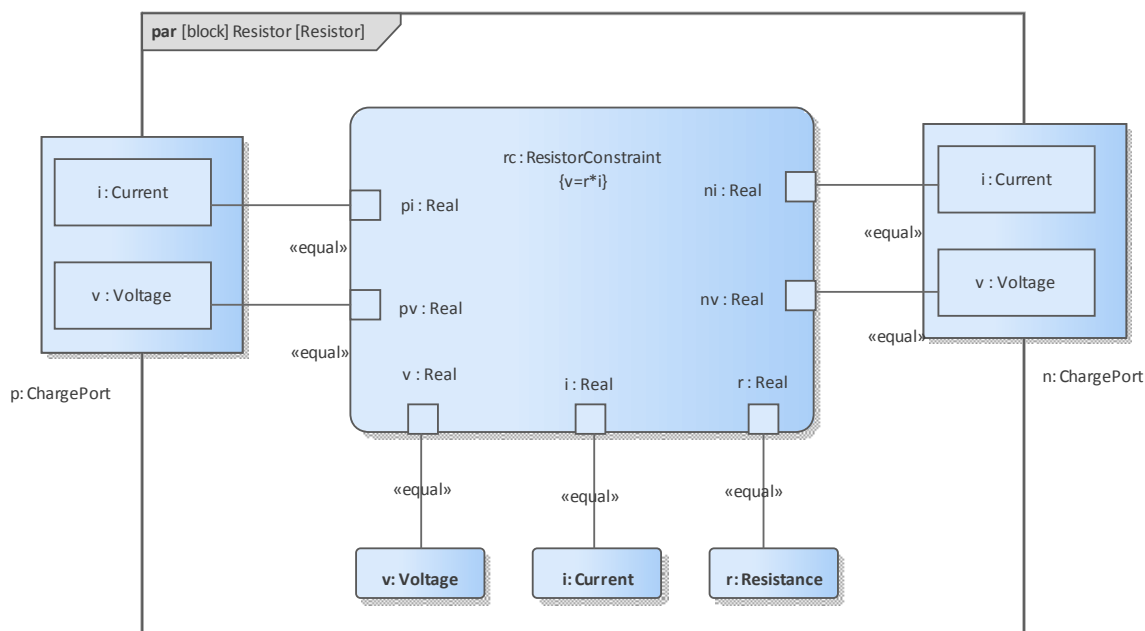 par [block] Resistor [Resistor]
rc : ResistorConstraint
{v=r*i}
i : Current
pi : Real
ni : Real
i : Current
«equal»
«equal»
v : Voltage
pv : Real
nv : Real
v : Voltage
«equal»
«equal»
p: ChargePort
v : Real
i : Real
r : Real
n: ChargePort
«equal»
«equal»
«equal»
v: Voltage
i: Current
r: Resistance